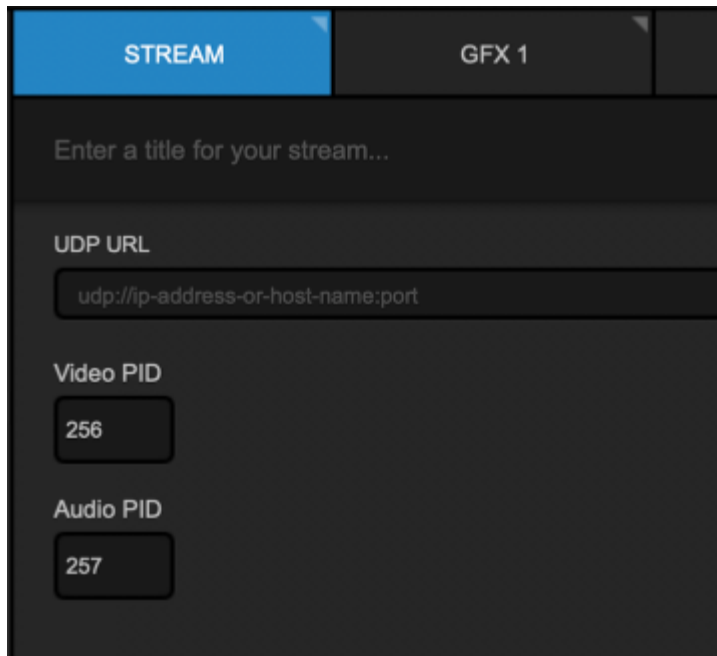 STREAM GFX 1
Enter a title for your stream...
UDP URL
udp://ip-address-or-host-name:port
Video PID
256
Audio PID
257